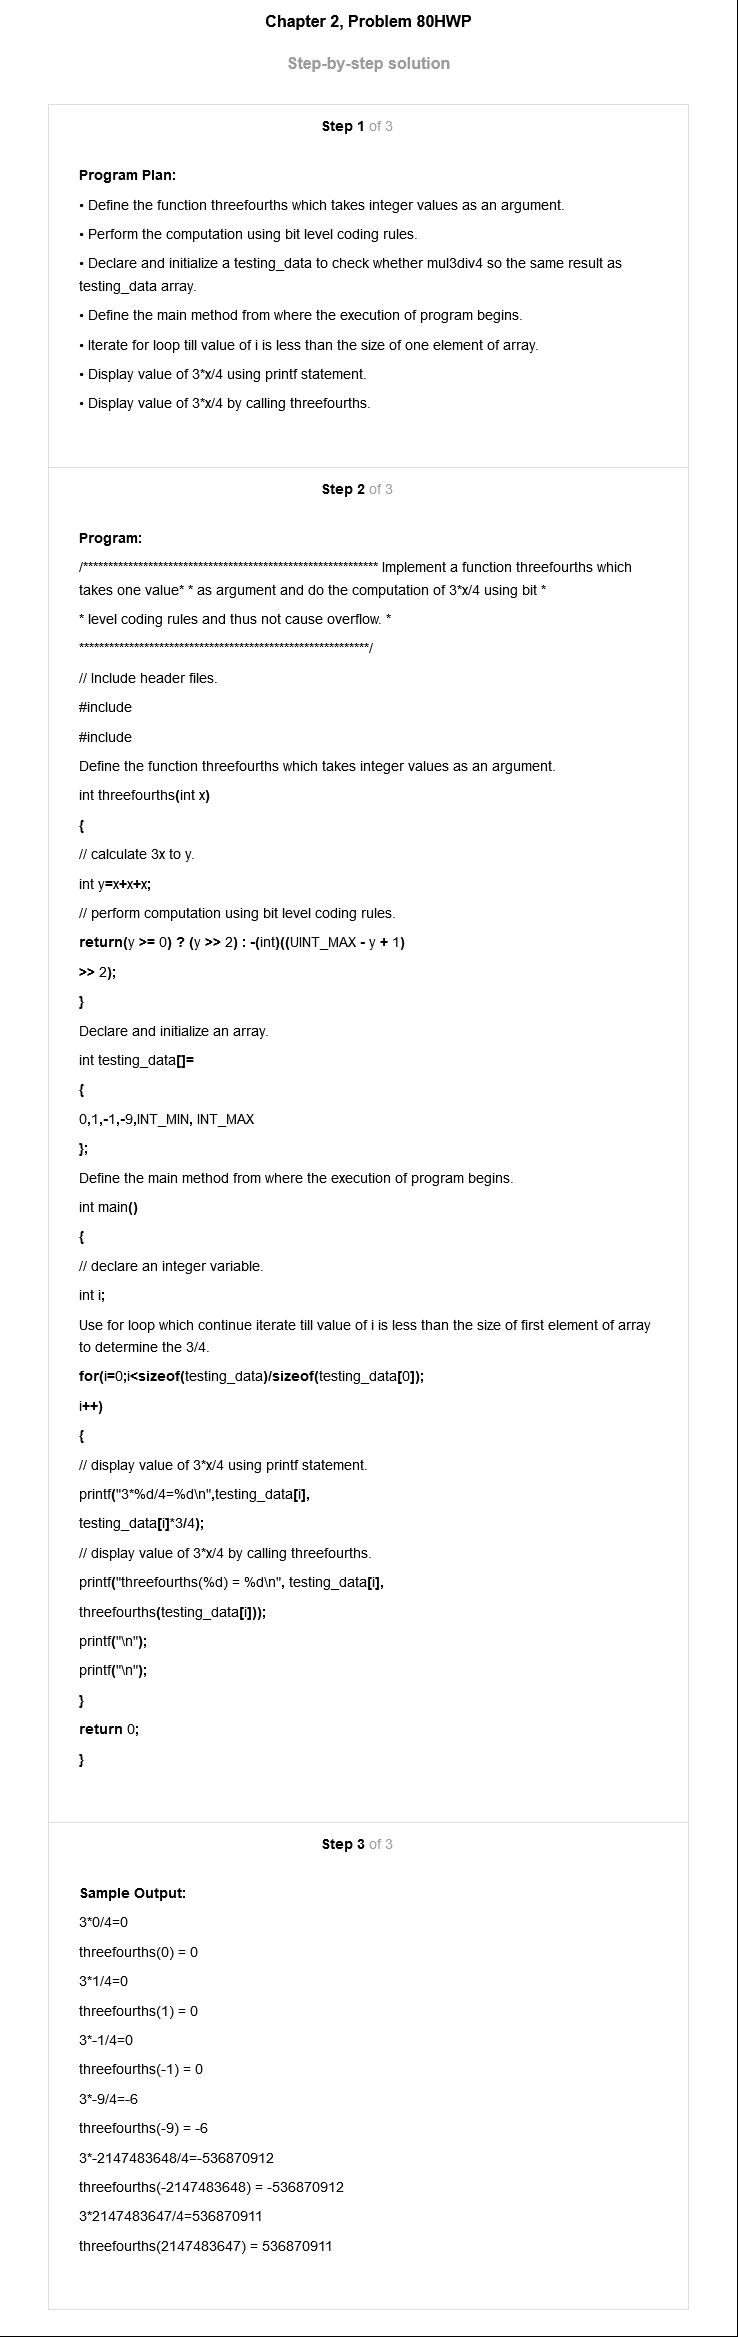 Chapter 2, Problem 80HWP
Step-by-step solution
Step 1 of 3
Program Plan:
• Define the function threefourths which takes integer values as an argument.
• Perform the computation using bit level coding rules.
• Declare and initialize a testing_data to check whether mul3div4 so the same result as
testing_data array.
• Define the main method from where the execution of program begins.
• Iterate for loop till value of i is less than the size of one element of array.
• Display value of 3*x/4 using printf statement.
• Display value of 3*x/4 by calling threefourths.
Step 2 of 3
Program:
/*********************************************************** Implement a function threefourths which
takes one value* * as argument and do the computation of 3*x/4 using bit *
* level coding rules and thus not cause overflow. *
**********************************************************/
// Include header files.
#include
#include
Define the function threefourths which takes integer values as an argument.
int threefourths(int x)
{
// calculate 3x to y.
int y=x+x+x;
// perform computation using bit level coding rules.
return(y >= 0) ? (y >> 2) : -(int)((UINT_MAX - y + 1)
>> 2);
}
Declare and initialize an array.
int testing_data[]=
{
0,1,-1,-9,INT_MIN, INT_MAX
};
Define the main method from where the execution of program begins.
int main()
{
// declare an integer variable.
int i;
Use for loop which continue iterate till value of i is less than the size of first element of array
to determine the 3/4.
for(i=0;i<sizeof(testing_data)/sizeof(testing_data[0]);
i++)
{
// display value of 3*x/4 using printf statement.
printf("3*%d/4=%d\n",testing_data[i],
testing_data[i]*3/4);
// display value of 3*x/4 by calling threefourths.
printf("threefourths(%d) = %d\n", testing_data[i],
threefourths(testing_data[i]));
printf("\n");
printf("\n");
}
return 0;
}
Step 3 of 3
Sample Output:
3*0/4=0
threefourths(0) = 0
3*1/4=0
threefourths(1) = 0
3*-1/4=0
threefourths(-1) = 0
3*-9/4=-6
threefourths(-9) = -6
3*-2147483648/4=-536870912
threefourths(-2147483648) = -536870912
3*2147483647/4=536870911
threefourths(2147483647) = 536870911